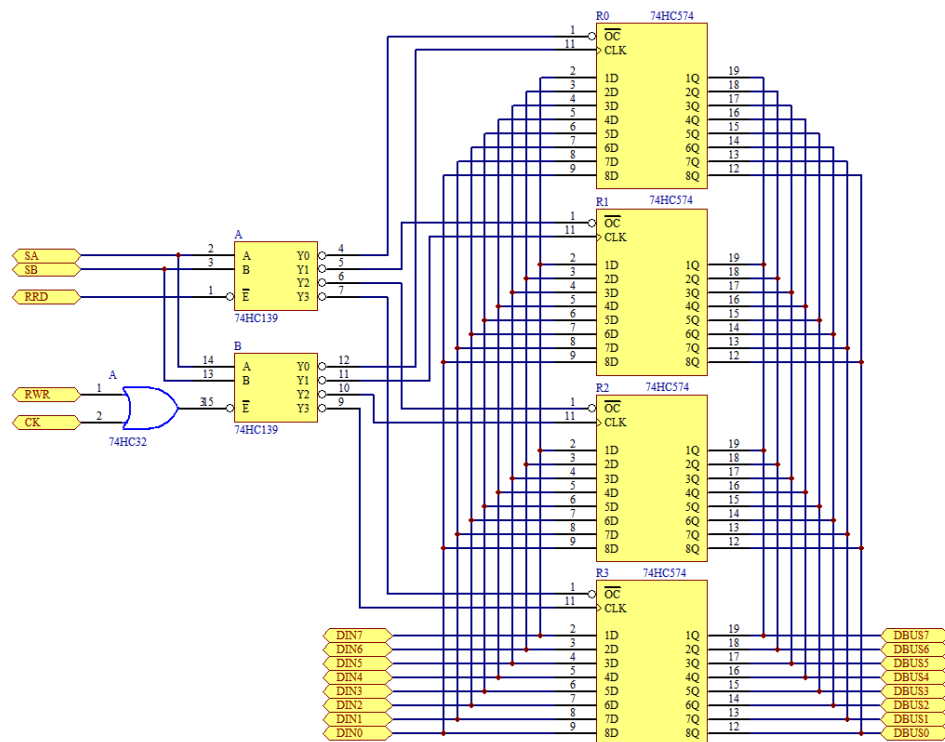 R0 74HC574
1 OC
11 CLK
2 1D 1Q 19
3 2D 2Q 18
4 3D 3Q 17
5 4D 4Q 16
6 5D 5Q 15
7 6D 6Q 14
8 7D 7Q 13
9 8D 8Q 12
R1 74HC574
1 OC
11 CLK
2 1D 1Q 19
3 2D 2Q 18
4 3D 3Q 17
5 4D 4Q 16
6 5D 5Q 15
7 6D 6Q 14
8 7D 7Q 13
9 8D 8Q 12
A
SA 2 A Y0 4
SB 3 B Y1 5
Y2 6
RRD 1 E Y3 7
74HC139
B
14 A Y0 12
13 B Y1 11
Y2 10
15 E Y3 9
74HC139
A
RWR 1
CK 2
3
74HC32
R2 74HC574
1 OC
11 CLK
2 1D 1Q 19
3 2D 2Q 18
4 3D 3Q 17
5 4D 4Q 16
6 5D 5Q 15
7 6D 6Q 14
8 7D 7Q 13
9 8D 8Q 12
R3 74HC574
1 OC
11 CLK
DIN7 2 1D 1Q 19 DBUS7
DIN6 3 2D 2Q 18 DBUS6
DIN5 4 3D 3Q 17 DBUS5
DIN4 5 4D 4Q 16 DBUS4
DIN3 6 5D 5Q 15 DBUS3
DIN2 7 6D 6Q 14 DBUS2
DIN1 8 7D 7Q 13 DBUS1
DIN0 9 8D 8Q 12 DBUS0